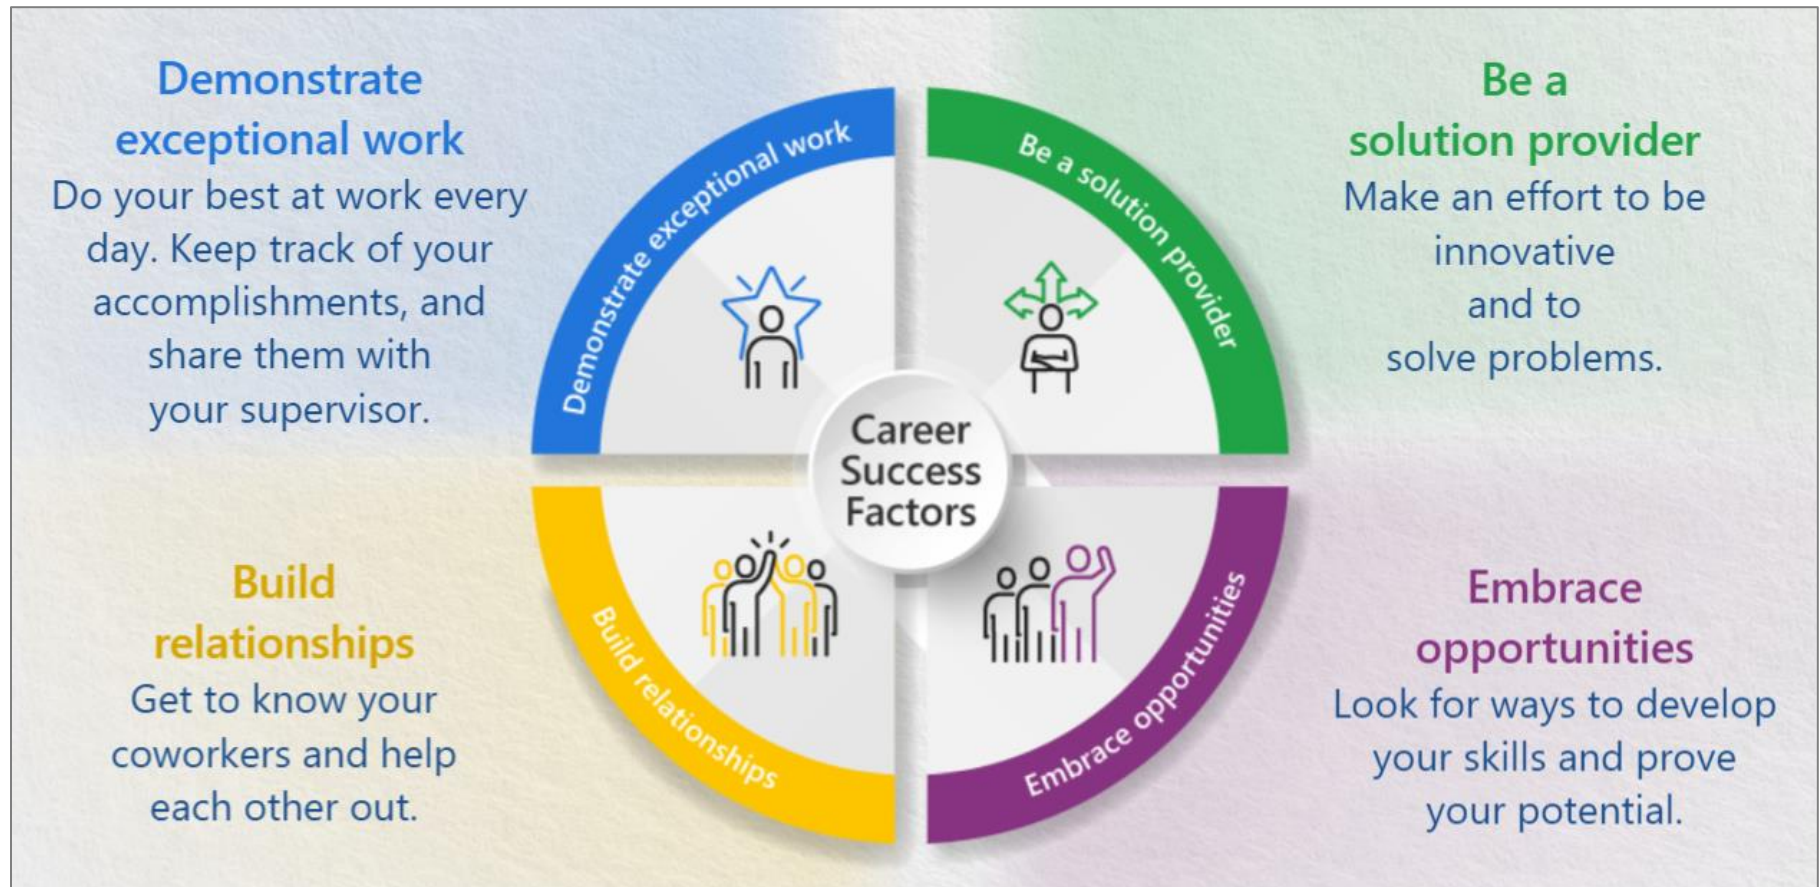 Demonstrate
exceptional work
Do your best at work every
day. Keep track of your
accomplishments, and
share them with
your supervisor.
Be a
solution provider
Make an effort to be
innovative
and to
solve problems.
Demonstrate exceptional work
Be a solution provider
Career
Success
Factors
Build relationships
Embrace opportunities
Build
relationships
Get to know your
coworkers and help
each other out.
Embrace
opportunities
Look for ways to develop
your skills and prove
your potential.